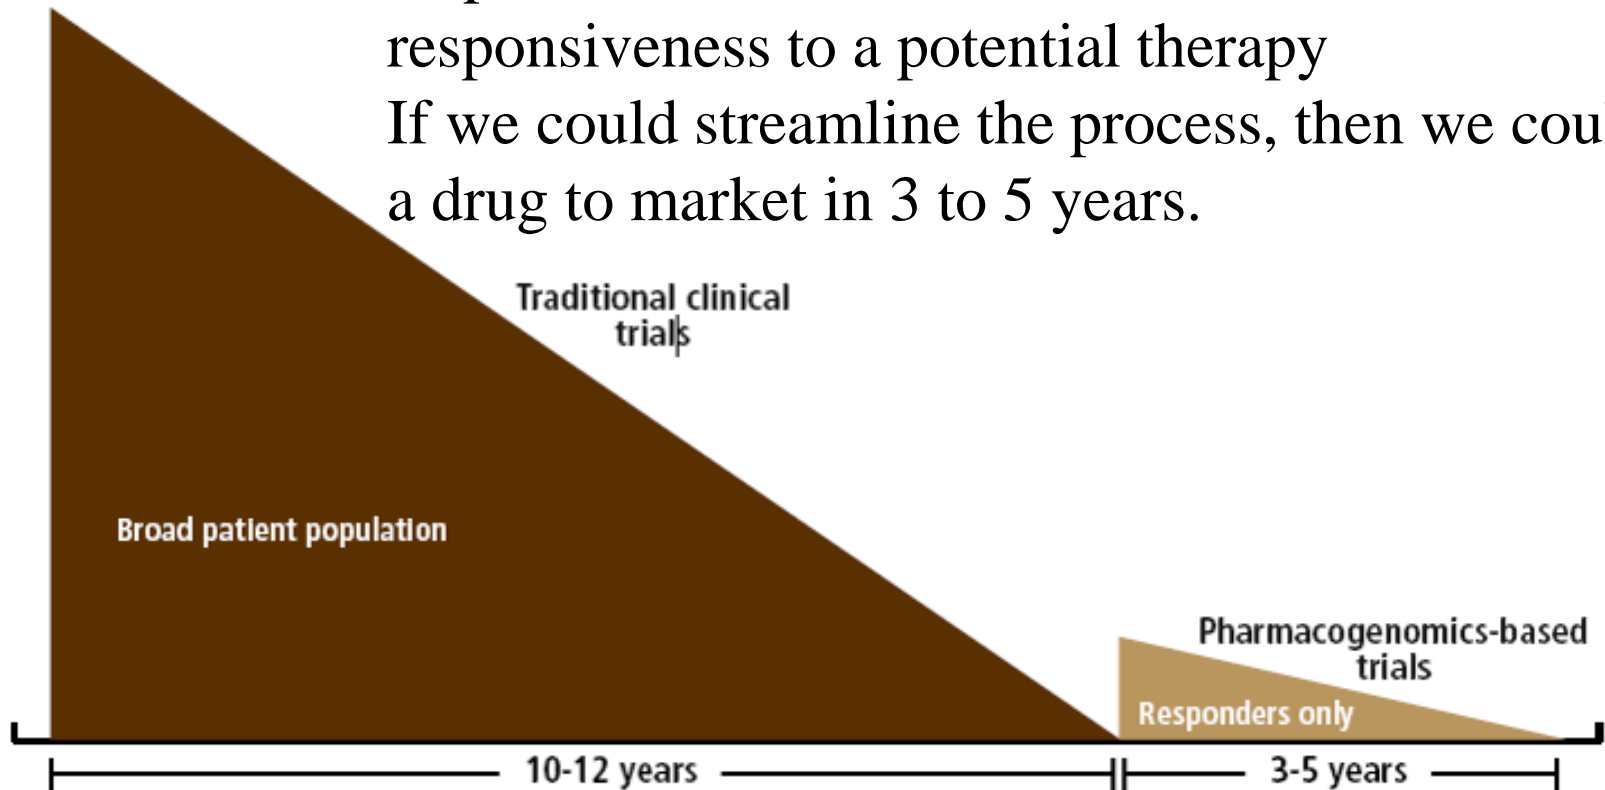 responsiveness to a potential therapy
If we could streamline the process, then we
a drug to market in 3 to 5 years.
Traditional clinical
trials
Broad patient population
Pharmacogenomics-based
trials
Responders only
10-12 years
3-5 years